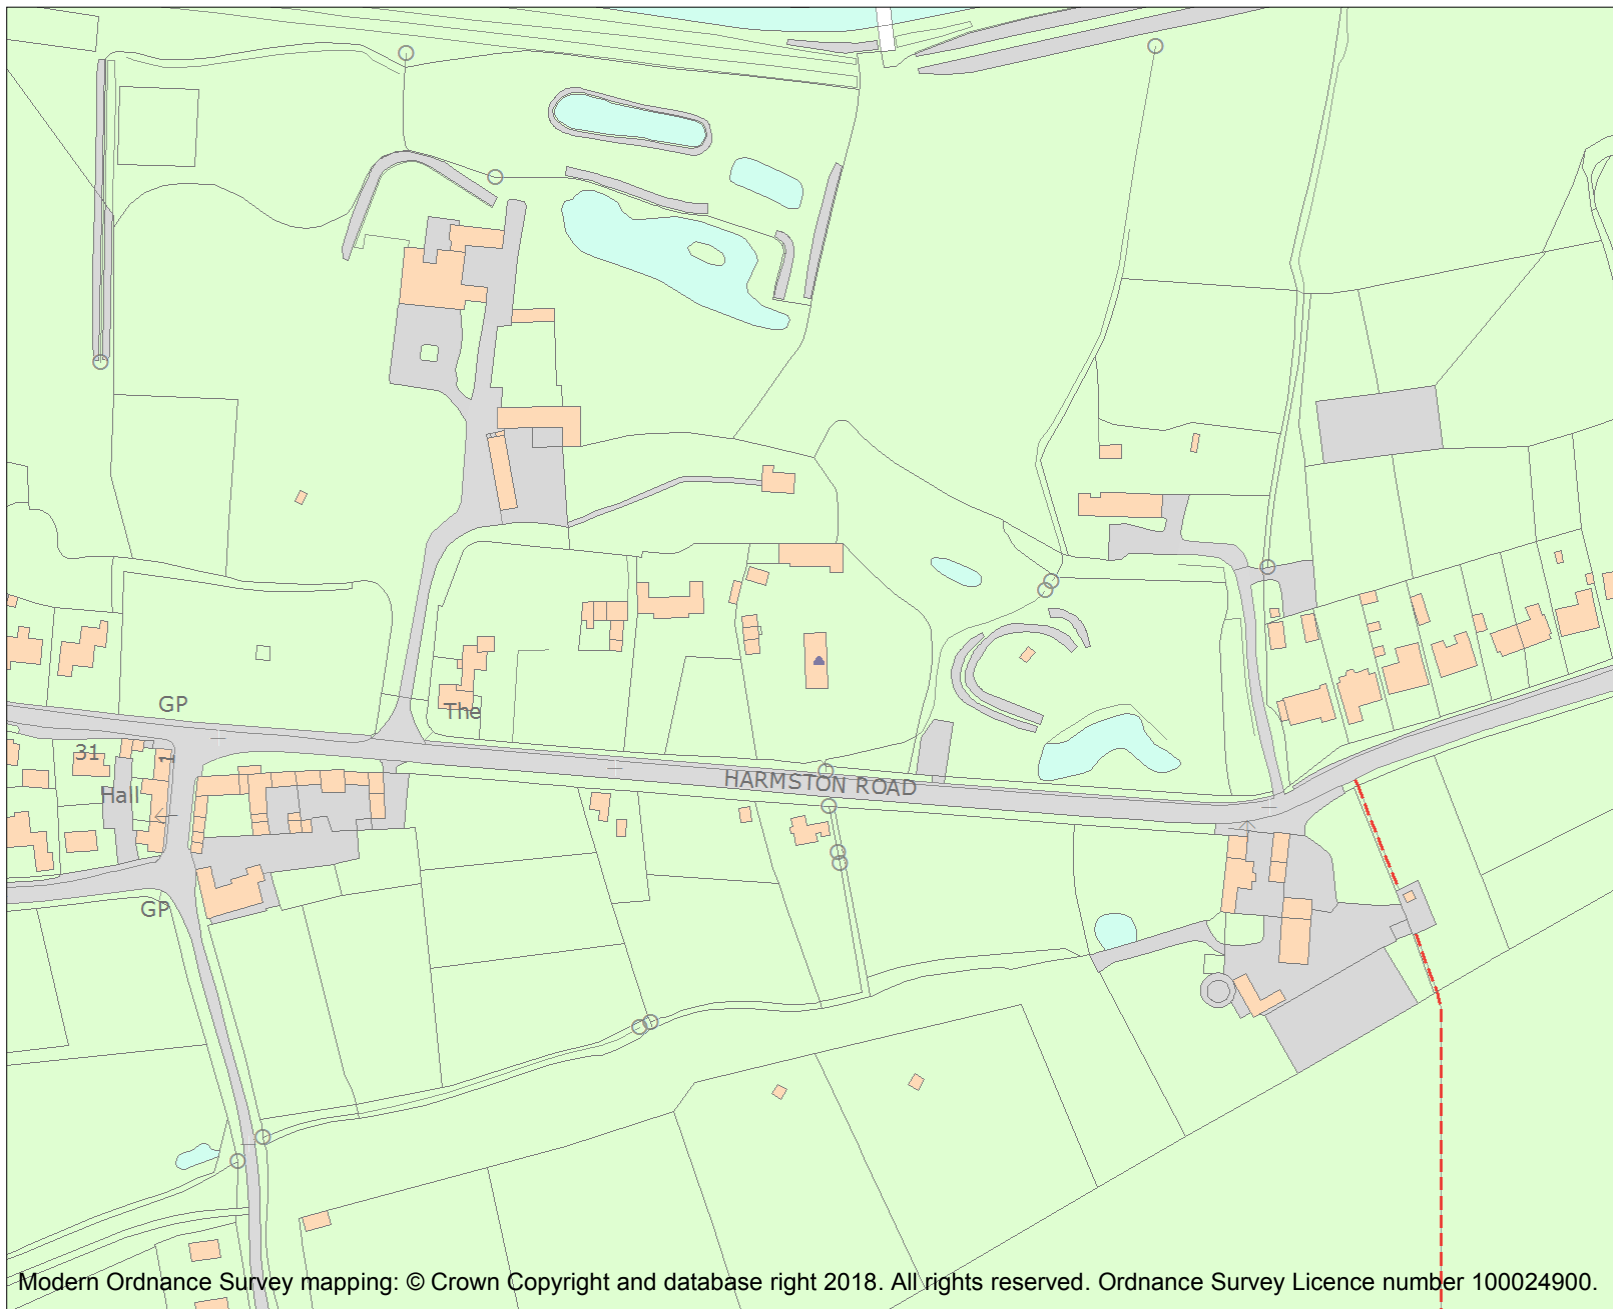 GP
The
31
1
HARMSTON ROAD
Hall
GP
Modern Ordnance Survey mapping: © Crown Copyright and database right 2018. All rights reserved. Ordnance Survey Licence number 100024900.